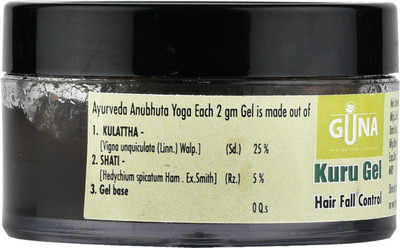 Ayurveda Anubhuta Yoga Each 2 gm Gel is made out of
1. KULATTHA -
[Vigna unquiculata (Linn.) Walp.] (Sd.) 25 %
2. SHATI -
[Hedychium spicatum Ham . Ex.Smith] (Rz.) 5 %
3. Gel base
0 Q.s
GUNA
Kuru Gel
Hair Fall Control